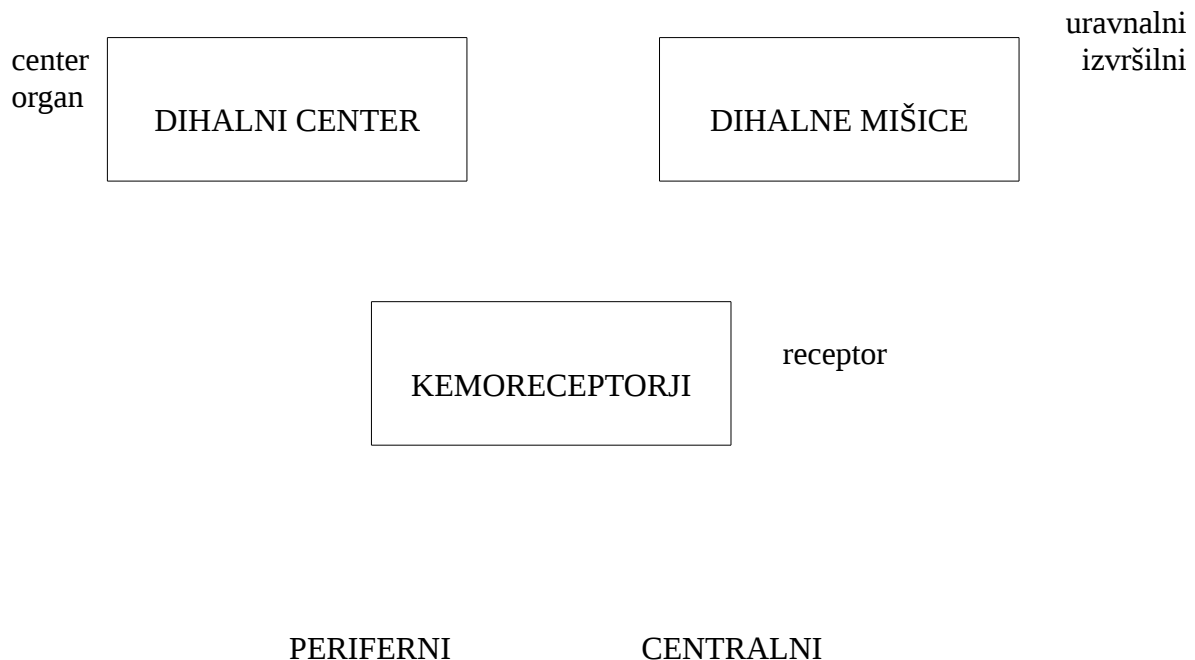 uravnalni
center izvršilni
organ
DIHALNI CENTER DIHALNE MIŠICE
receptor
KEMORECEPTORJI
PERIFERNI CENTRALNI